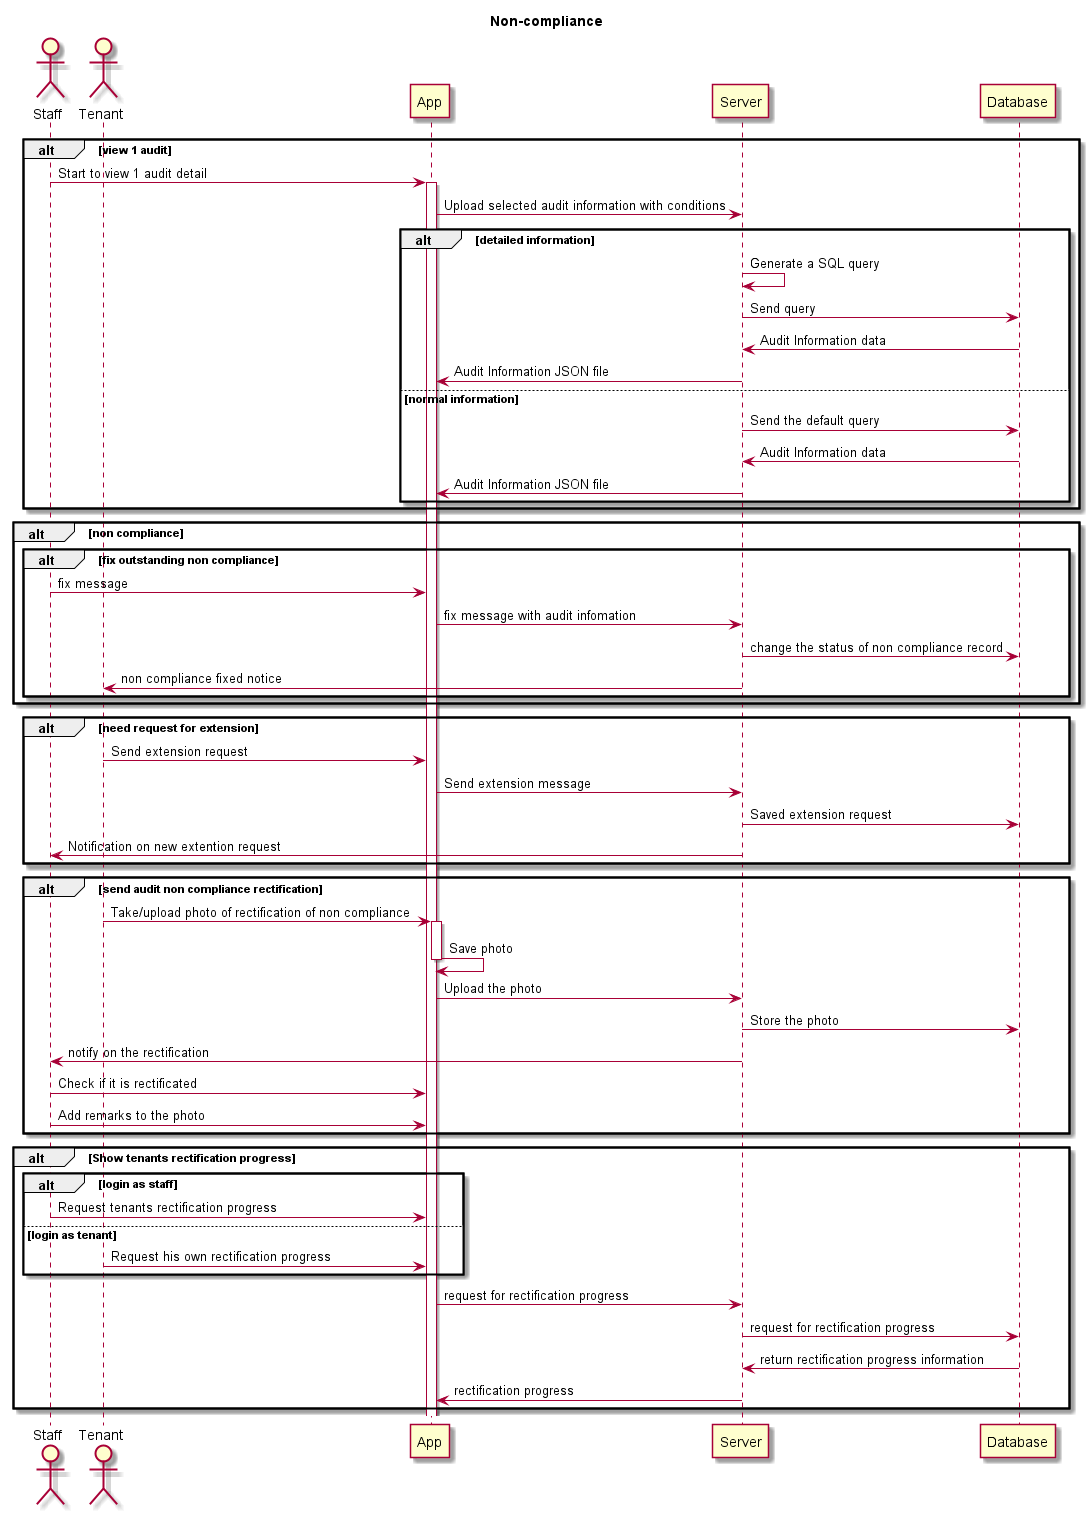 Non-compliance
Staff
Tenant
App
Server
Database
alt
[view 1 audit]
Start to view 1 audit detail
Upload selected audit information with conditions
alt
[detailed information]
Generate a SQL query
Send query
Audit Information data
Audit Information JSON file
[normal information]
Send the default query
Audit Information data
Audit Information JSON file
alt
[non compliance]
alt
[fix outstanding non compliance]
fix message
fix message with audit infomation
change the status of non compliance record
non compliance fixed notice
alt
[need request for extension]
Send extension request
Send extension message
Saved extension request
Notification on new extention request
alt
[send audit non compliance rectification]
Take/upload photo of rectification of non compliance
Save photo
Upload the photo
Store the photo
notify on the rectification
Check if it is rectificated
Add remarks to the photo
alt
[Show tenants rectification progress]
alt
[login as staff]
Request tenants rectification progress
[login as tenant]
Request his own rectification progress
request for rectification progress
request for rectification progress
return rectification progress information
rectification progress
Staff
Tenant
App
Server
Database